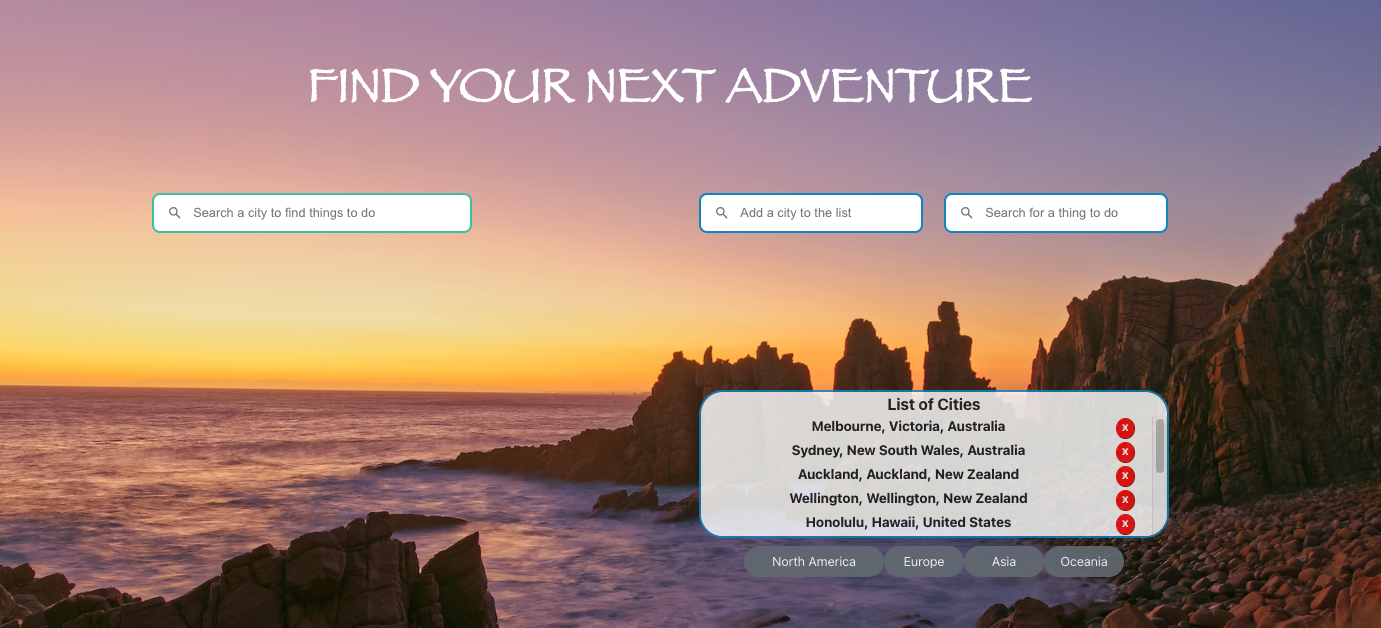 FIND YOUR NEXT ADVENTURE
Search a city to find things to do
Add a city to the list
Search for a thing to do
List of Cities
Melbourne, Victoria, Australia X
Sydney, New South Wales, Australia X
Auckland, Auckland, New Zealand X
Wellington, Wellington, New Zealand X
Honolulu, Hawaii, United States X
North America Europe Asia Oceania